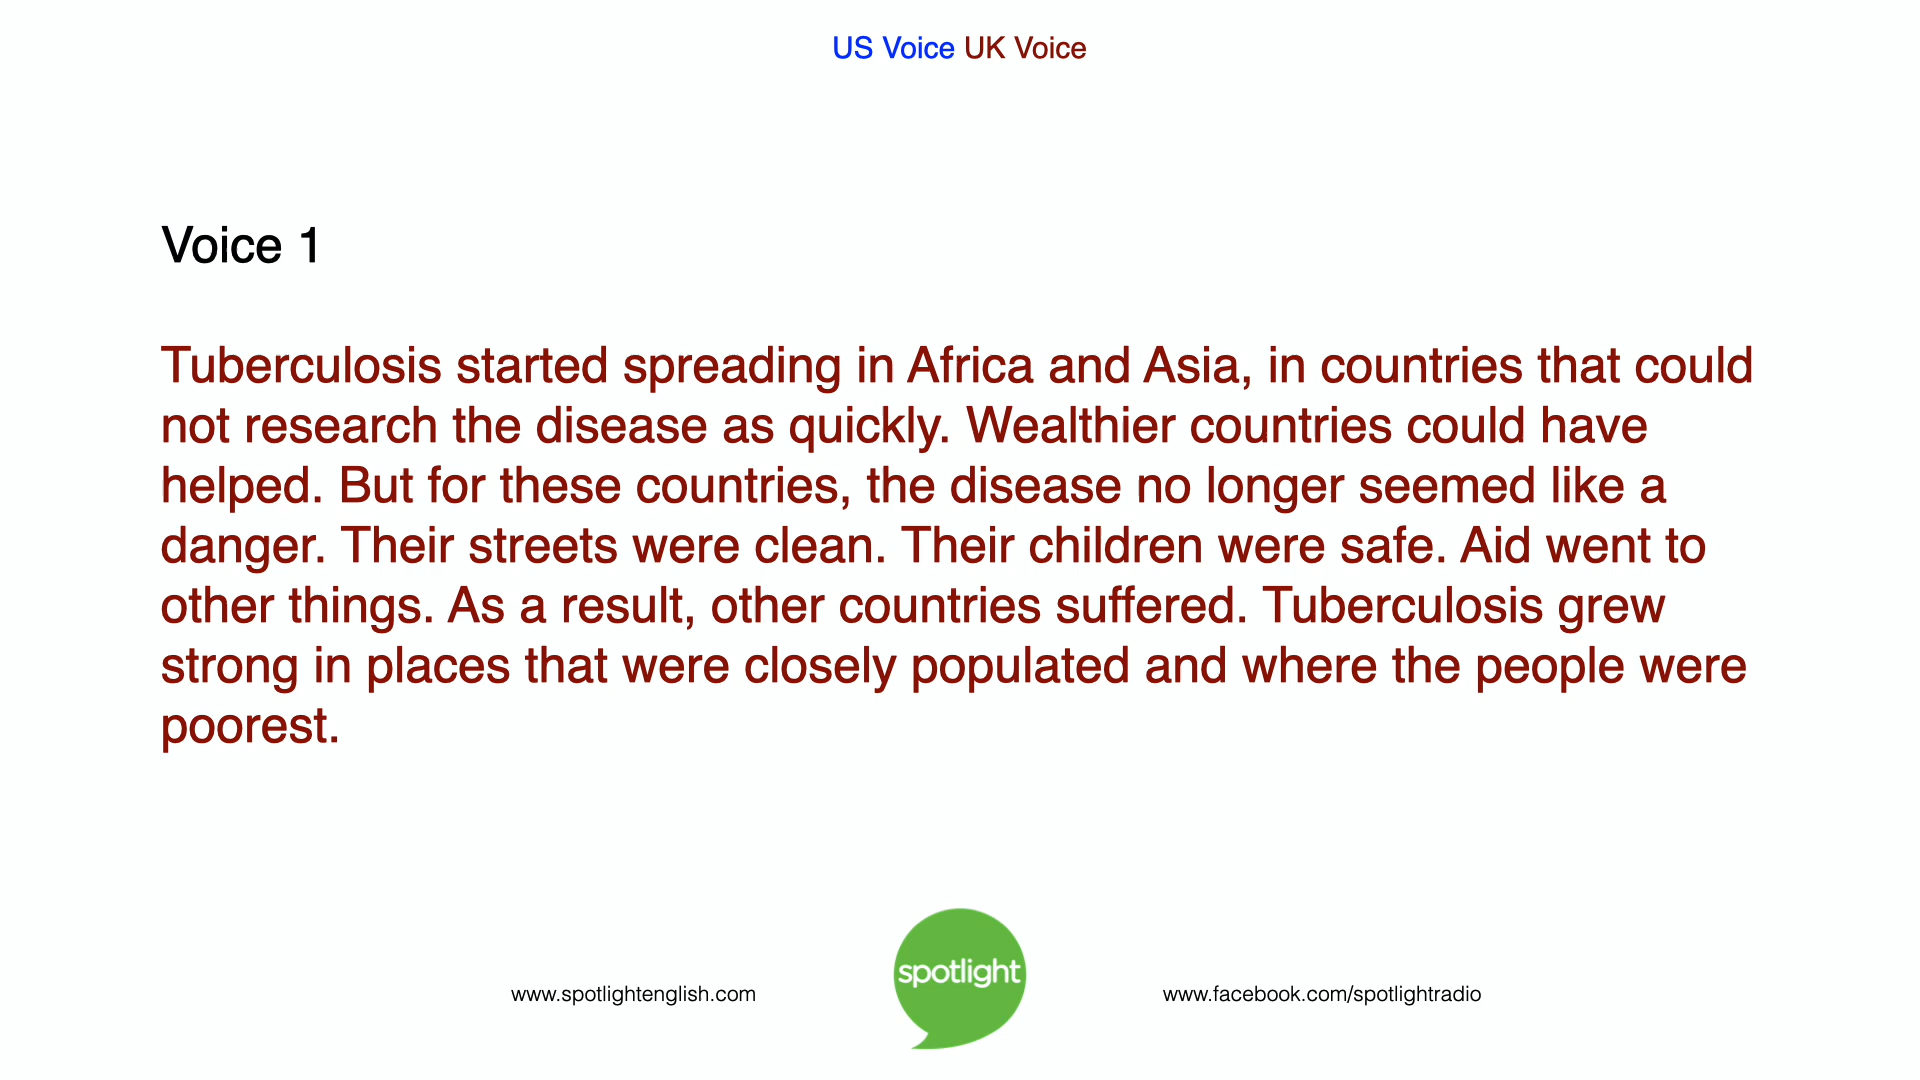 US Voice UK Voice
Voice 1
Tuberculosis started spreading in Africa and Asia, in countries that could
not research the disease as quickly. Wealthier countries could have
helped. But for these countries, the disease no longer seemed like a
danger. Their streets were clean. Their children were safe. Aid went to
other things. As a result, other countries suffered. Tuberculosis grew
strong in places that were closely populated and where the people were
poorest.
spotlight
www.spotlightenglish.com
www.facebook.com/spotlightradio